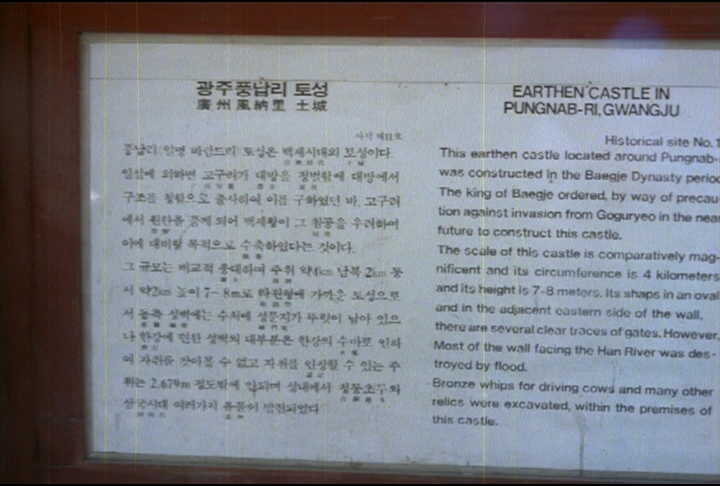 광주풍납리 토성
廣州風納里 土城
사적 제11호
풍납리 일명 바람드리 토성은 백제시대의 토성이다.
일설에 의하면 고구려가 대방을 정벌함에 대방에서
구조를 청함으로 출사하여 이를 구하였던 바, 고구려
에서 원한을 품게 되어 백제왕이 그 침공을 우려하여
이에 대비할 목적으로 수축하였다는 것이다.
그 규모는 비교적 웅대하며 주위 약4km 남북 2km 동
서 약2km 높이 7-8m로 타원형에 가까운 토성으로
서 동쪽 성벽에는 수처에 성문지가 뚜렷이 남아 있으
나 한강에 면한 성벽의 대부분은 한강의 수마로 인하
여 자취를 찾아볼 수 없고 자취를 인상할 수 있는 주
위는 2,679m 정도밖에 안되며 성내에서 청동초두와
삼국시대 여러가지 유물이 발견되었다
EARTHEN CASTLE IN
PUNGNAB-RI, GWANGJU
Historical site No.1
This earthen castle located around Pungnab-
was constructed in the Baegje Dynasty period
The king of Baegje ordered, by way of precau
tion against invasion from Goguryeo in the near
future to construct this castle.
The scale of this castle is comparatively mag-
nificent and its circumference is 4 kilometers
and its height is 7-8 meters. Its shaps in an oval
and in the adjacent eastern side of the wall,
there are several clear traces of gates. However,
Most of the wall facing the Han River was des-
troyed by flood.
Bronze whips for driving cows and many other
relics were excavated, within the premises of
this castle.